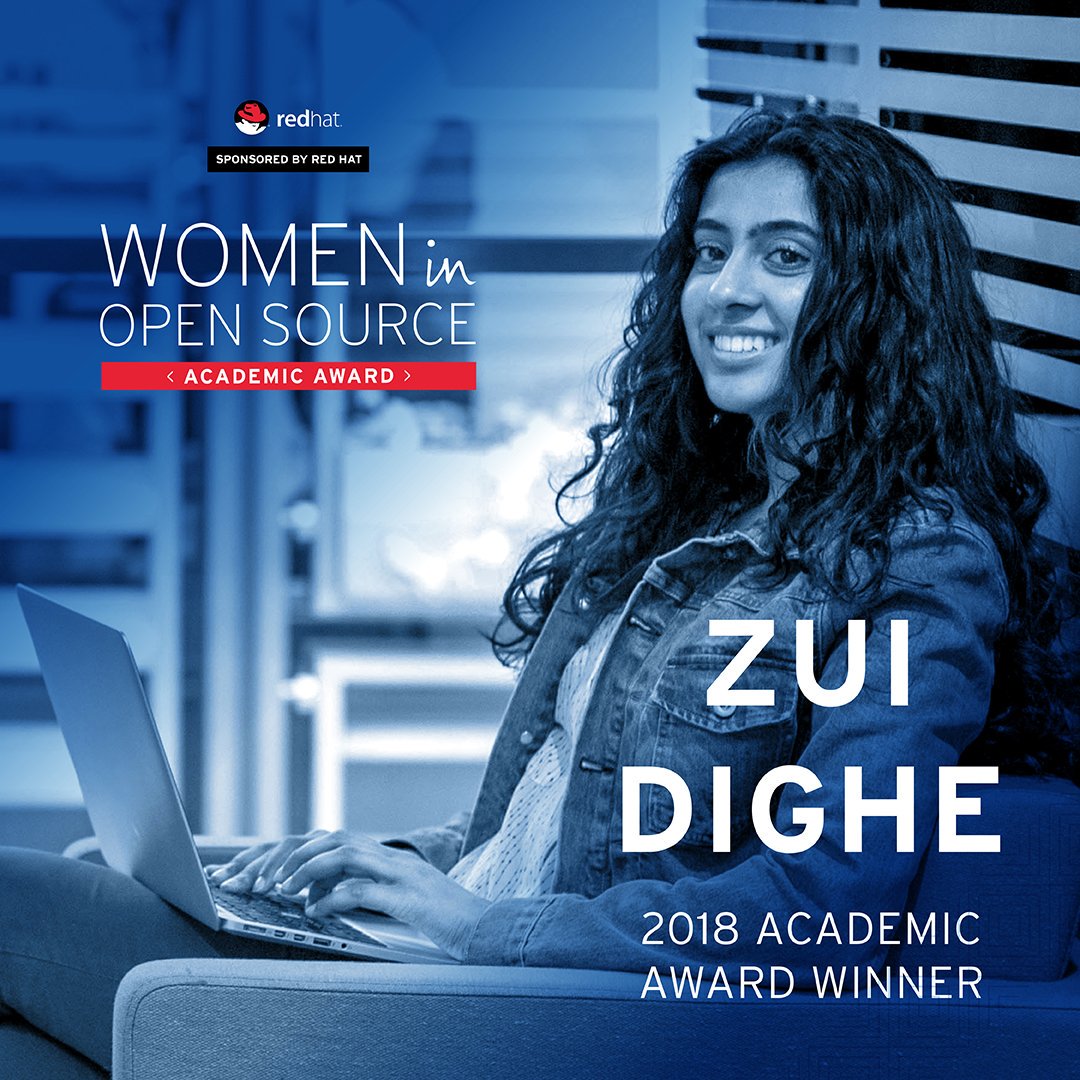 redhat.
SPONSORED BY RED HAT
WOMEN in
OPEN SOURCE
< ACADEMIC AWARD >
ZUI
DIGHE
2018 ACADEMIC
AWARD WINNER